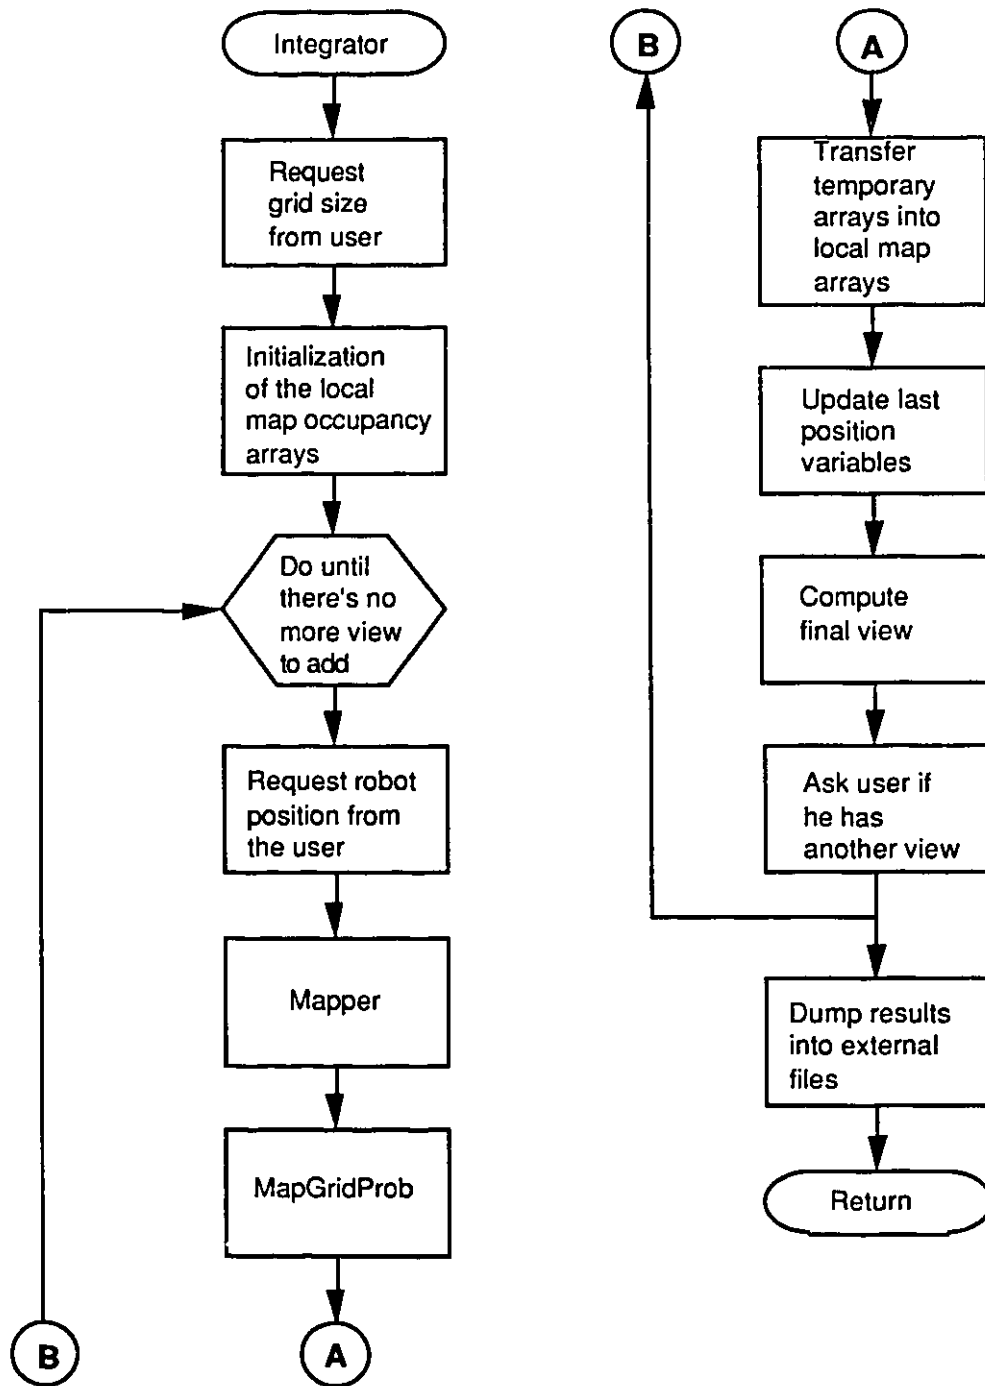 Integrator
Request
grid size
from user
Initialization
of the local
map occupancy
arrays
Do until
there's no
more view
to add
Request robot
position from
the user
Mapper
MapGridProb
B
A
B
A
Transfer
temporary
arrays into
local map
arrays
Update last
position
variables
Compute
final view
Ask user if
he has
another view
Dump results
into external
files
Return